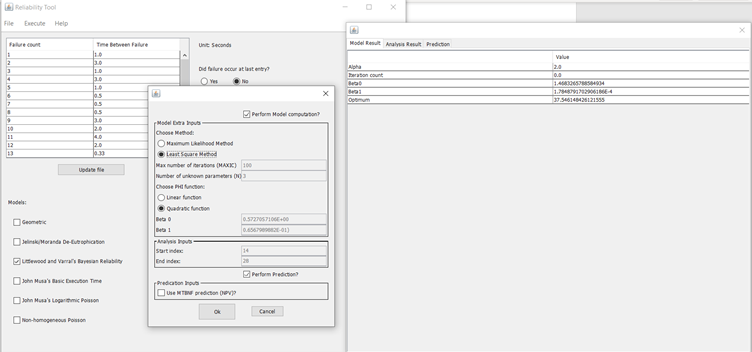 Reliability Tool
File Execute Help
Failure count Time Between Failure
1 1.0
2 3.0
3 1.0
4 3.0
5 1.0
6 0.5
7 0.5
8 0.5
9 3.0
10 2.0
11 4.0
12 2.0
13 0.33
Update file
Unit: Seconds
Did failure occur at last entry?
Yes No
Models:
Geometric
Jelinski/Moranda De-Eutrophication
Littlewood and Varral's Bayesian Reliability
John Musa's Basic Execution Time
John Musa's Logarithmic Poisson
Non-homogeneous Poisson
Perform Model computation?
Model Extra Inputs
Choose Method:
Maximum Likelihood Method
Least Square Method
Max number of iterations (MAXIC) 100
Number of unknown parameters (N) 3
Choose PHI function:
Linear function
Quadratic function
Beta 0 0.5727057106E+00
Beta 1 0.6567989882E-01)
Analysis Inputs
Start index: 14
End index: 28
Perform Prediction?
Predication Inputs
Use MTBNF prediction (NPV)?
Ok Cancel
Model Result Analysis Result Prediction
Value
Alpha 2.0
Iteration count 0.0
Beta0 1.4683265788584934
Beta1 1.7848791702906186E-4
Optimum 37.546148426121555